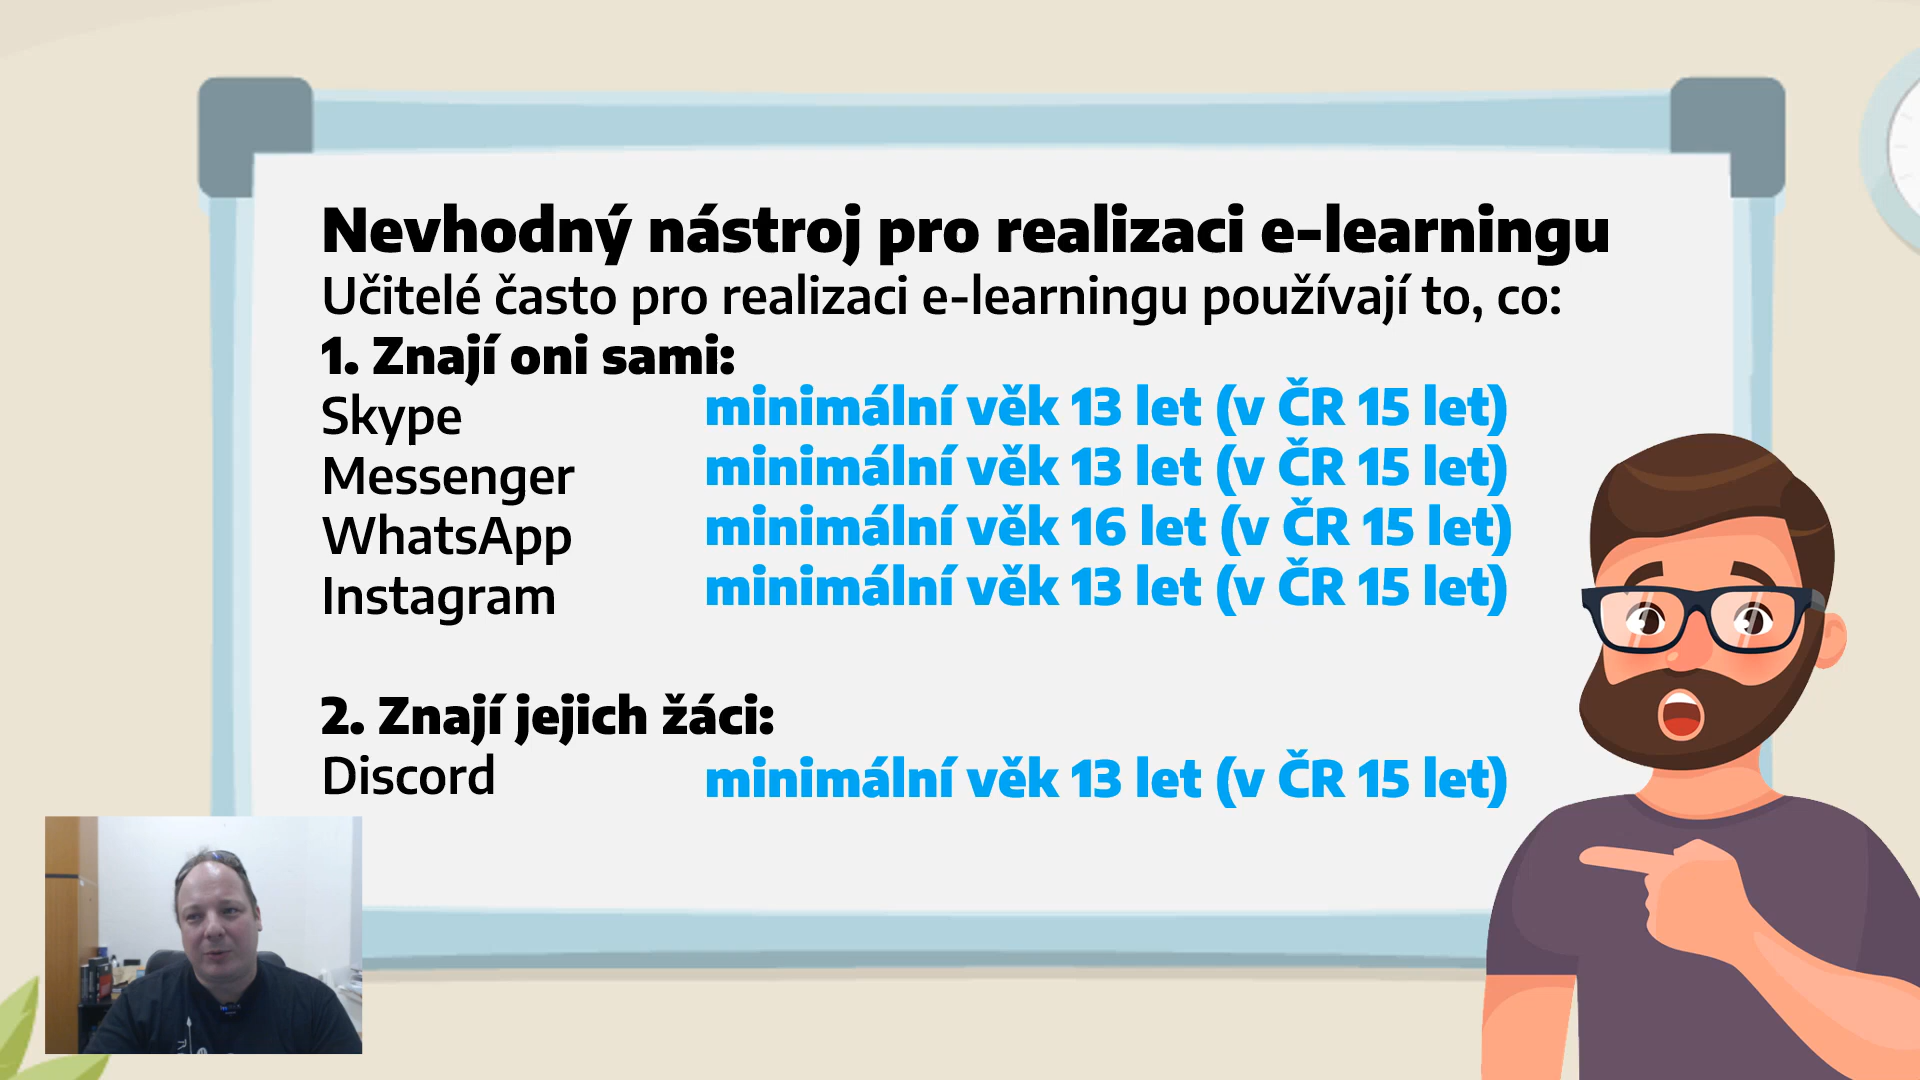 Nevhodný nástroj pro realizaci e-learningu
Učitelé často pro realizaci e-learningu používají to, co:
1. Znají oni sami:
Skype minimální věk 13 let (v ČR 15 let)
Messenger minimální věk 13 let (v ČR 15 let)
WhatsApp minimální věk 16 let (v ČR 15 let)
Instagram minimální věk 13 let (v ČR 15 let)
2. Znají jejich žáci:
Discord minimální věk 13 let (v ČR 15 let)